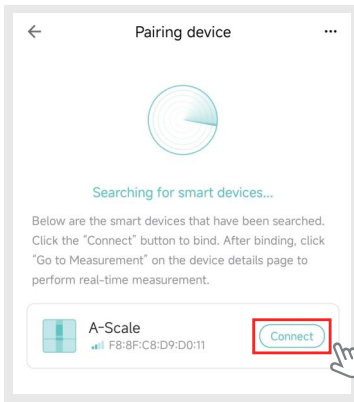 Pairing device
Searching for smart devices...
Below are the smart devices that have been searched.
Click the "Connect" button to bind. After binding, click
"Go to Measurement" on the device details page to
perform real-time measurement.
A-Scale
F8:8F:C8:D9:D0:11
Connect